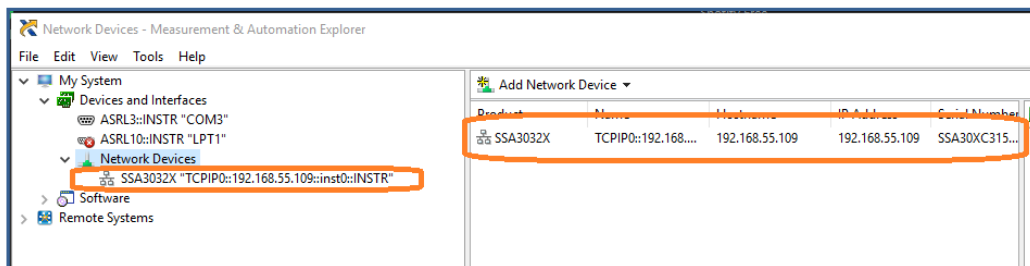 Network Devices - Measurement & Automation Explorer
File Edit View Tools Help
My System
Devices and Interfaces
ASRL3::INSTR "COM3"
ASRL10::INSTR "LPT1"
Network Devices
SSA3032X "TCPIP0::192.168.55.109::inst0::INSTR"
Software
Remote Systems
Add Network Device
Product Name Hostname IP Address Serial Number
SSA3032X TCPIP0::192.168.... 192.168.55.109 192.168.55.109 SSA30XC315...